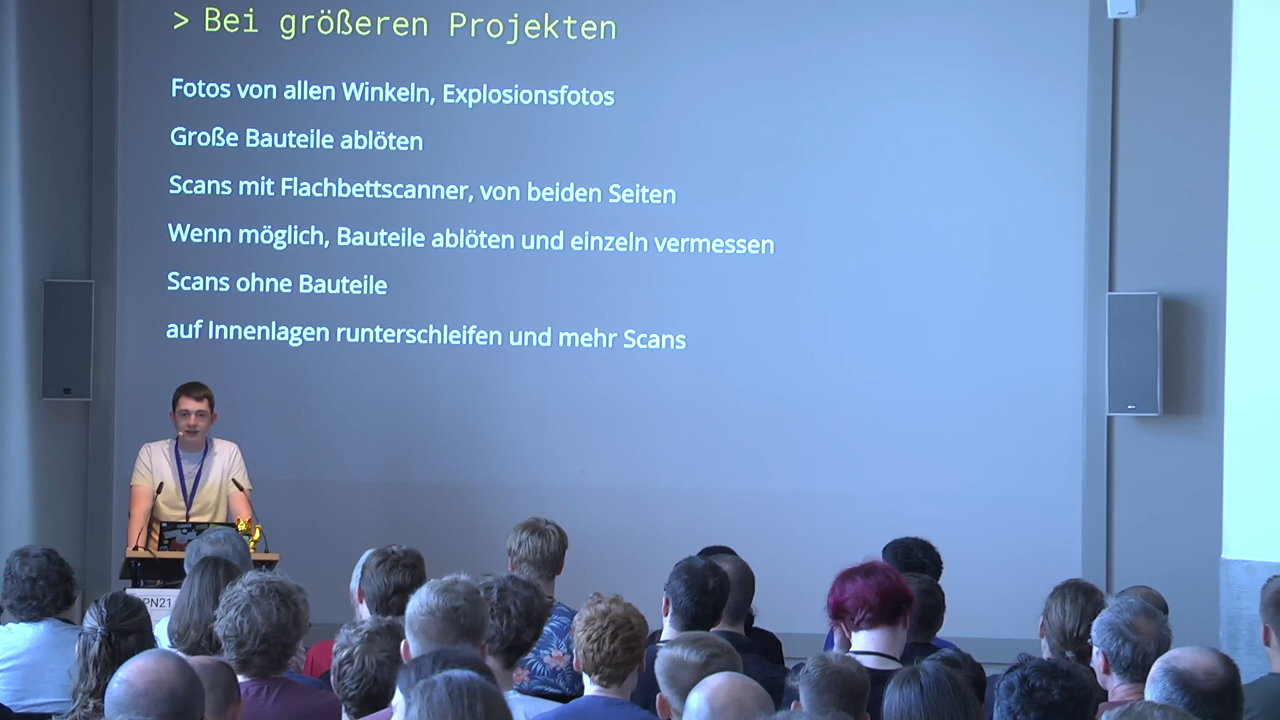 > Bei größeren Projekten
Fotos von allen Winkeln, Explosionsfotos
Große Bauteile ablöten
Scans mit Flachbettscanner, von beiden Seiten
Wenn möglich, Bauteile ablöten und einzeln vermessen
Scans ohne Bauteile
auf Innenlagen runterschleifen und mehr Scans
PN21